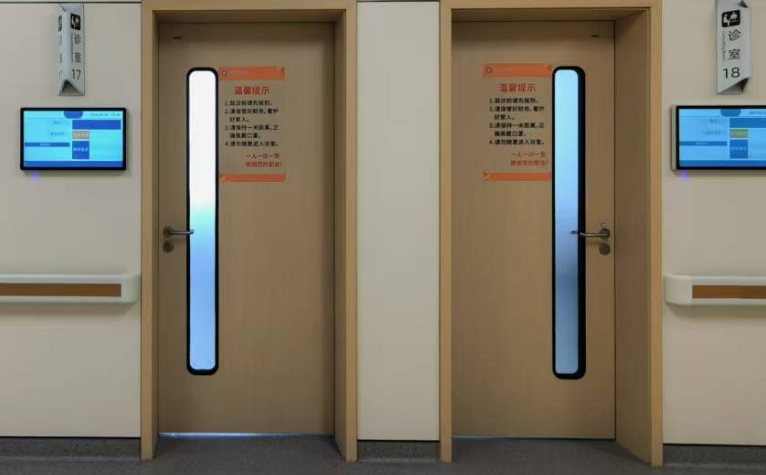 诊室
17
温馨提示
1.就诊前请先报到。
2.请保管好财务,看护
好家人。
3.请保持一米距离,正
确佩戴口罩。
4.请勿随意进入诊室。
一人一诊一室
谢谢您的配合!
诊室
18
温馨提示
1.就诊前请先报到。
2.请保管好财务,看护
好家人。
3.请保持一米距离,正
确佩戴口罩。
4.请勿随意进入诊室。
一人一诊一室
谢谢您的配合!